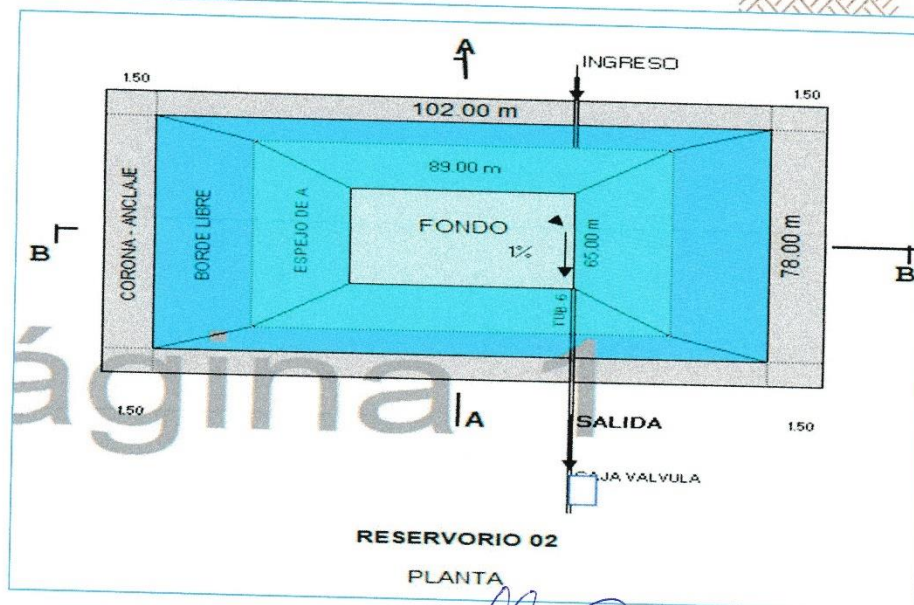 A
INGRESO
1.50
1.50
102.00 m
89.00 m
CORONA - ANCLAJE
BORDE LIBRE
ESPEJO DE A
FONDO
1%
65.00 m
78.00 m
B
B
TUB 6
ágina 1
1.50
A
SALIDA
1.50
CAJA VALVULA
RESERVORIO 02
PLANTA